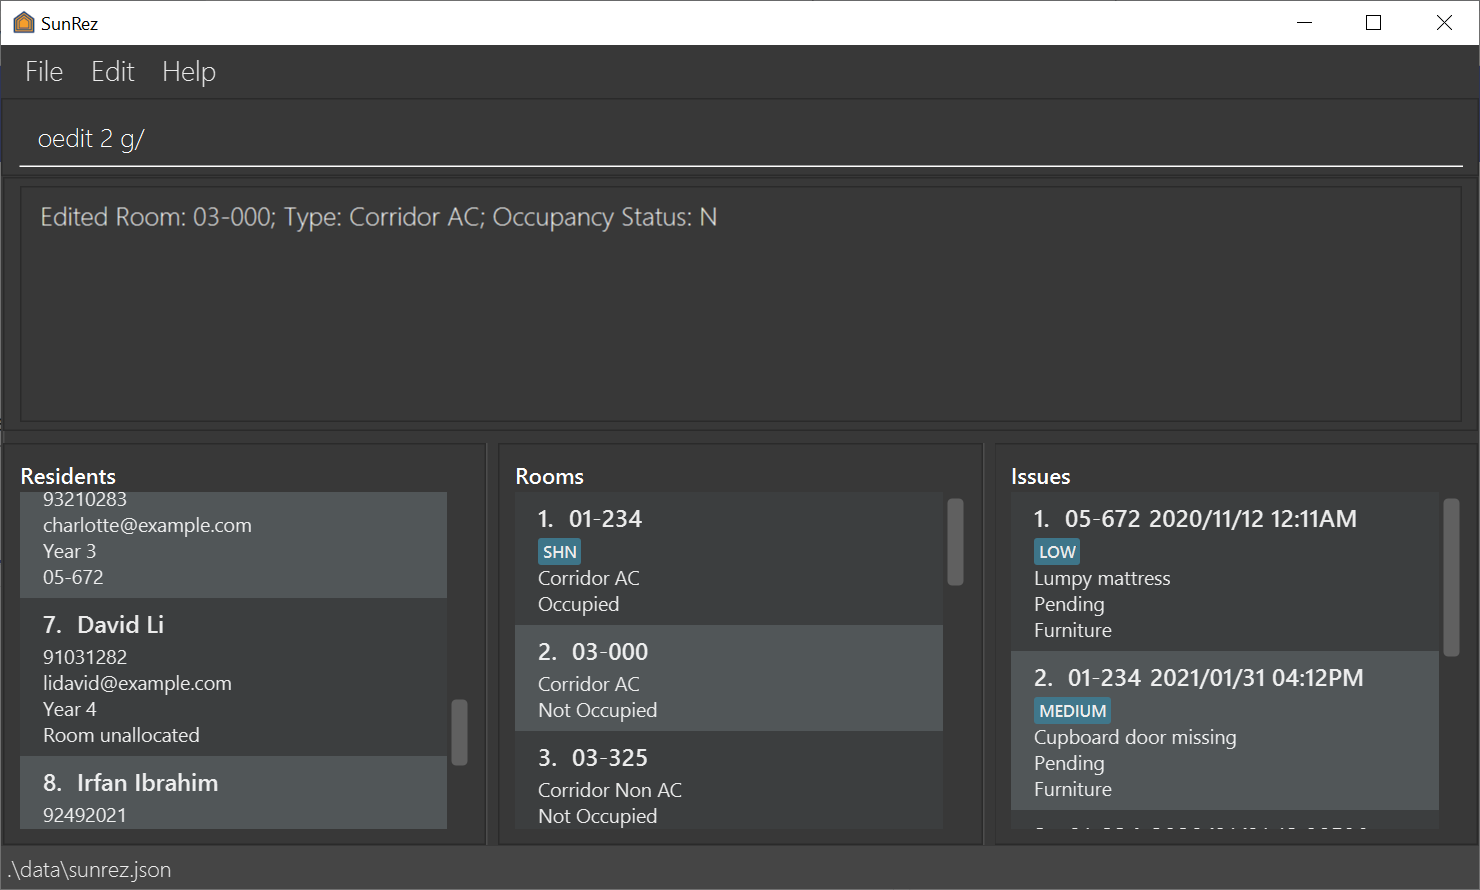 SunRez
File Edit Help
oedit 2 g/
Edited Room: 03-000; Type: Corridor AC; Occupancy Status: N
Residents
93210283
charlotte@example.com
Year 3
05-672
7. David Li
91031282
lidavid@example.com
Year 4
Room unallocated
8. Irfan Ibrahim
92492021
Rooms
1. 01-234
SHN
Corridor AC
Occupied
2. 03-000
Corridor AC
Not Occupied
3. 03-325
Corridor Non AC
Not Occupied
Issues
1. 05-672 2020/11/12 12:11AM
LOW
Lumpy mattress
Pending
Furniture
2. 01-234 2021/01/31 04:12PM
MEDIUM
Cupboard door missing
Pending
Furniture
.\data\sunrez.json